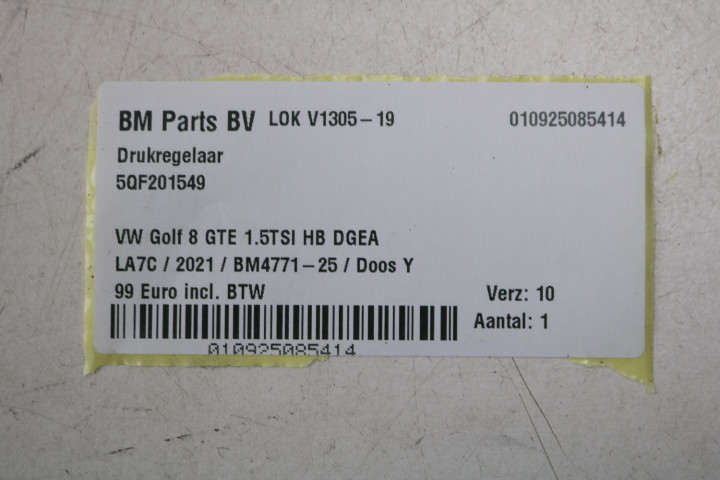 BM Parts BV LOK V1305-19 010925085414
Drukregelaar
5QF201549
VW Golf 8 GTE 1.5TSI HB DGEA
LA7C / 2021 / BM4771-25 / Doos Y
99 Euro incl. BTW Verz: 10
Aantal: 1
010925085414